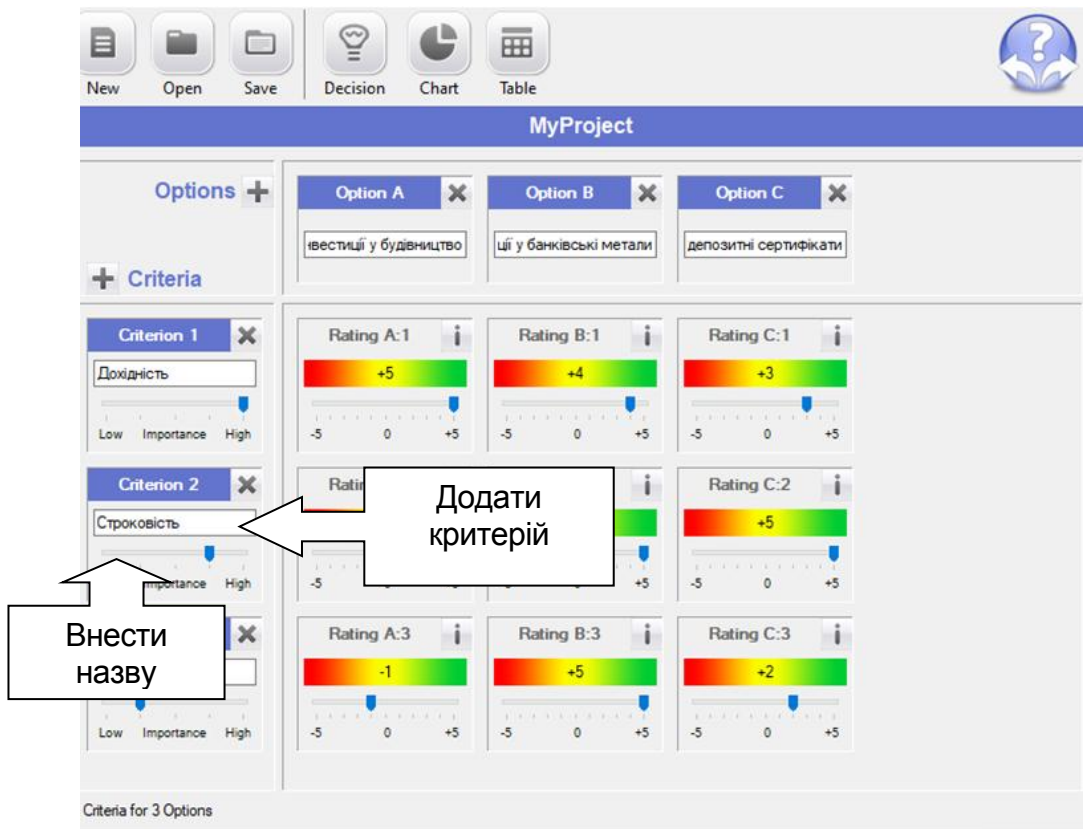 New Open Save Decision Chart Table
MyProject
Options
Option A Option B Option C
нвестиції у будівництво ції у банківські метали депозитні сертифікати
Criteria
Criterion 1 Rating A:1 Rating B:1 Rating C:1
Дохідність +5 +4 +3
Low Importance High -5 0 +5 -5 0 +5 -5 0 +5
Criterion 2 Rating C:2
Додати
критерій
Строковість +5
High -5 +5 -5 0 +5
Внести
назву
Rating A:3 Rating B:3 Rating C:3
-1 +5 +2
Low Importance High -5 0 +5 -5 0 +5 -5 0 +5
Criteria for 3 Options